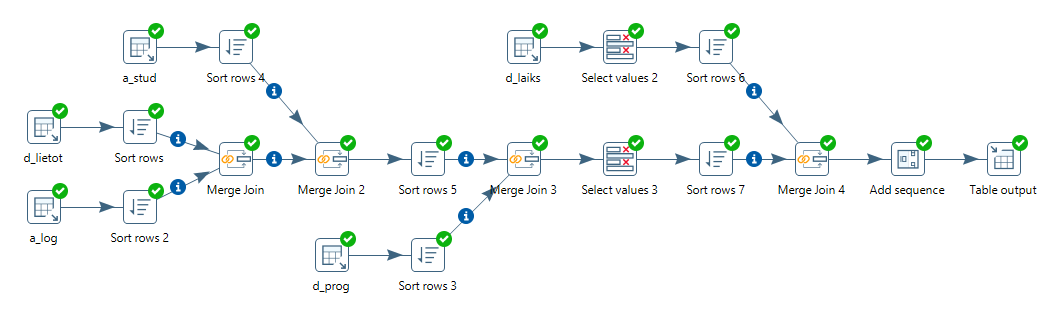 a_stud
Sort rows 4
d_laiks
Select values 2
Sort rows 6
d_lietot
Sort rows
Merge Join
Merge Join 2
Sort rows 5
Merge Join 3
Select values 3
Sort rows 7
Merge Join 4
Add sequence
Table output
a_log
Sort rows 2
d_prog
Sort rows 3